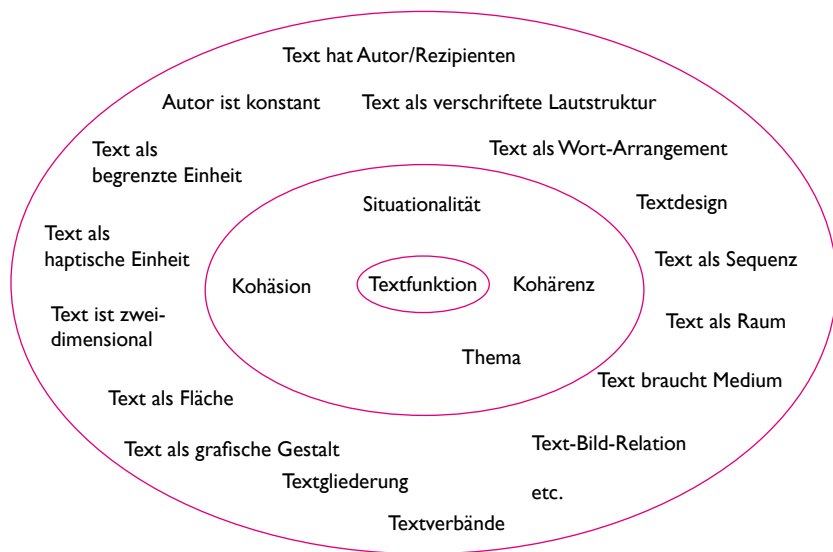 Text hat Autor/Rezipienten
Autor ist konstant
Text als verschriftete Lautstruktur
Text als Wort-Arrangement
Text als
begrenzte Einheit
Situationalität
Textdesign
Text als
haptische Einheit
Text als Sequenz
Kohäsion
Textfunktion
Kohärenz
Text ist zwei-
dimensional
Text als Raum
Thema
Text braucht Medium
Text als Fläche
Text als grafische Gestalt
Text-Bild-Relation
Textgliederung
etc.
Textverbände